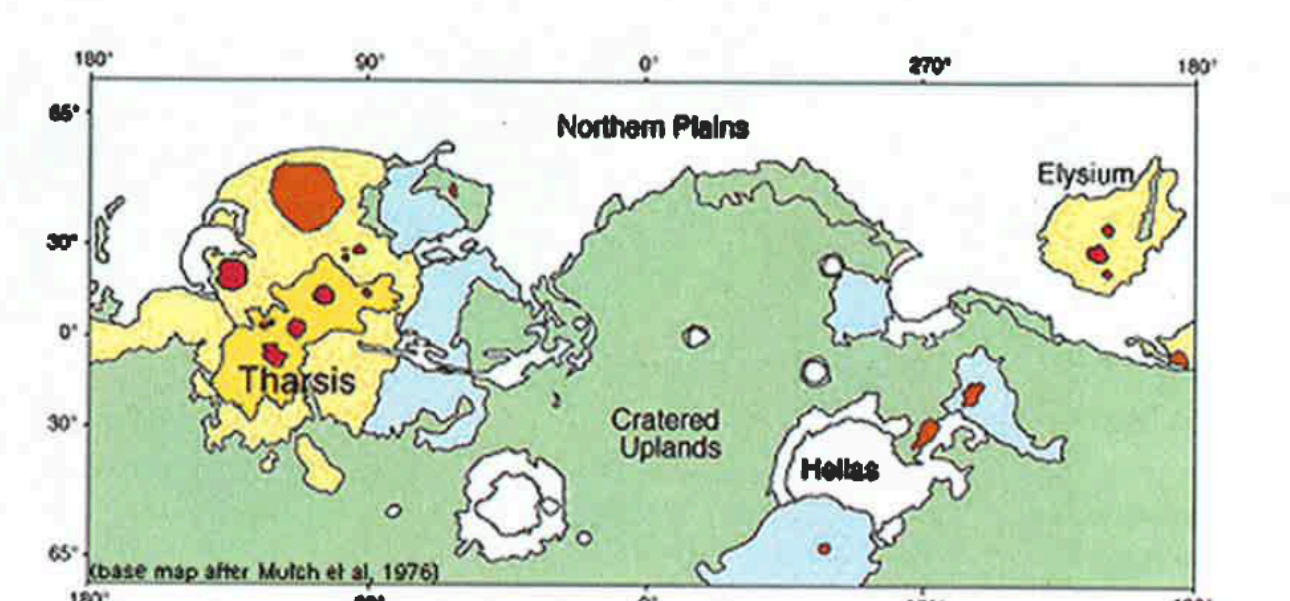 180° 90° 0° 270° 180°
65°
Northern Plains
Elysium
30°
0°
Tharsis
30°
Cratered
Uplands
Hellas
65°
(base map after Mutch et al, 1976)
180°